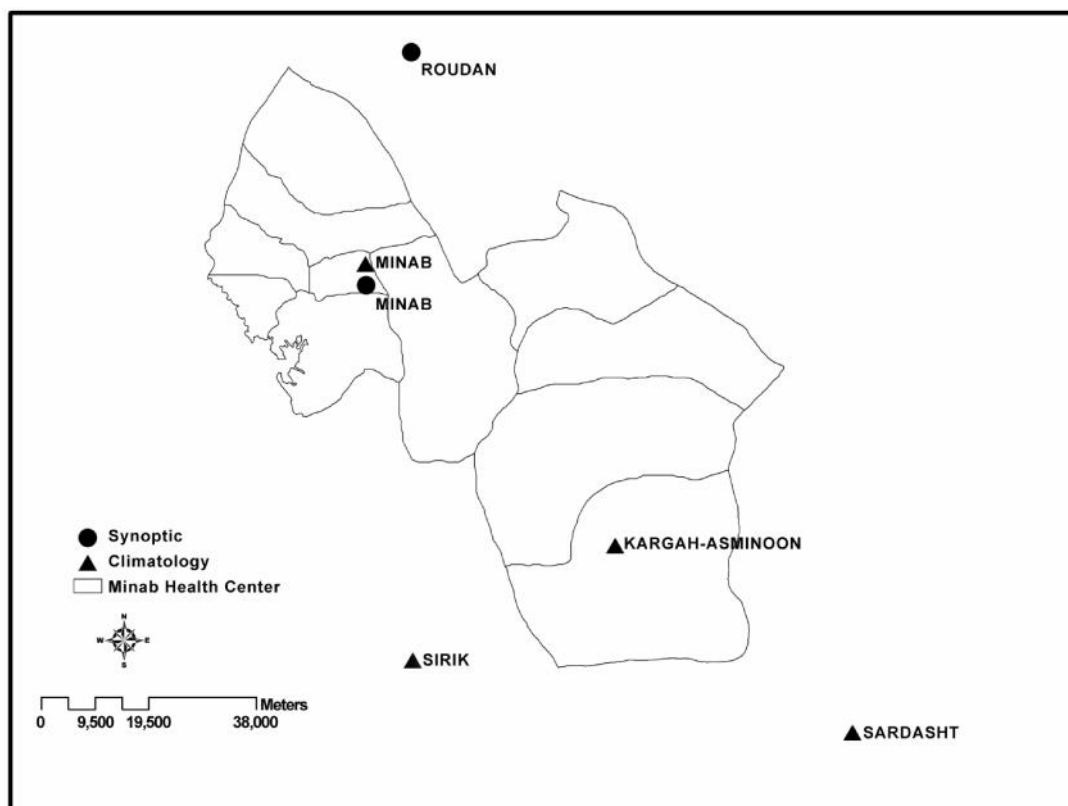 ROUDAN
MINAB
MINAB
KARGAH-ASMINOON
SIRIK
SARDASHT
Synoptic
Climatology
Minab Health Center
N
W E
S
Meters
0 9,500 19,500 38,000